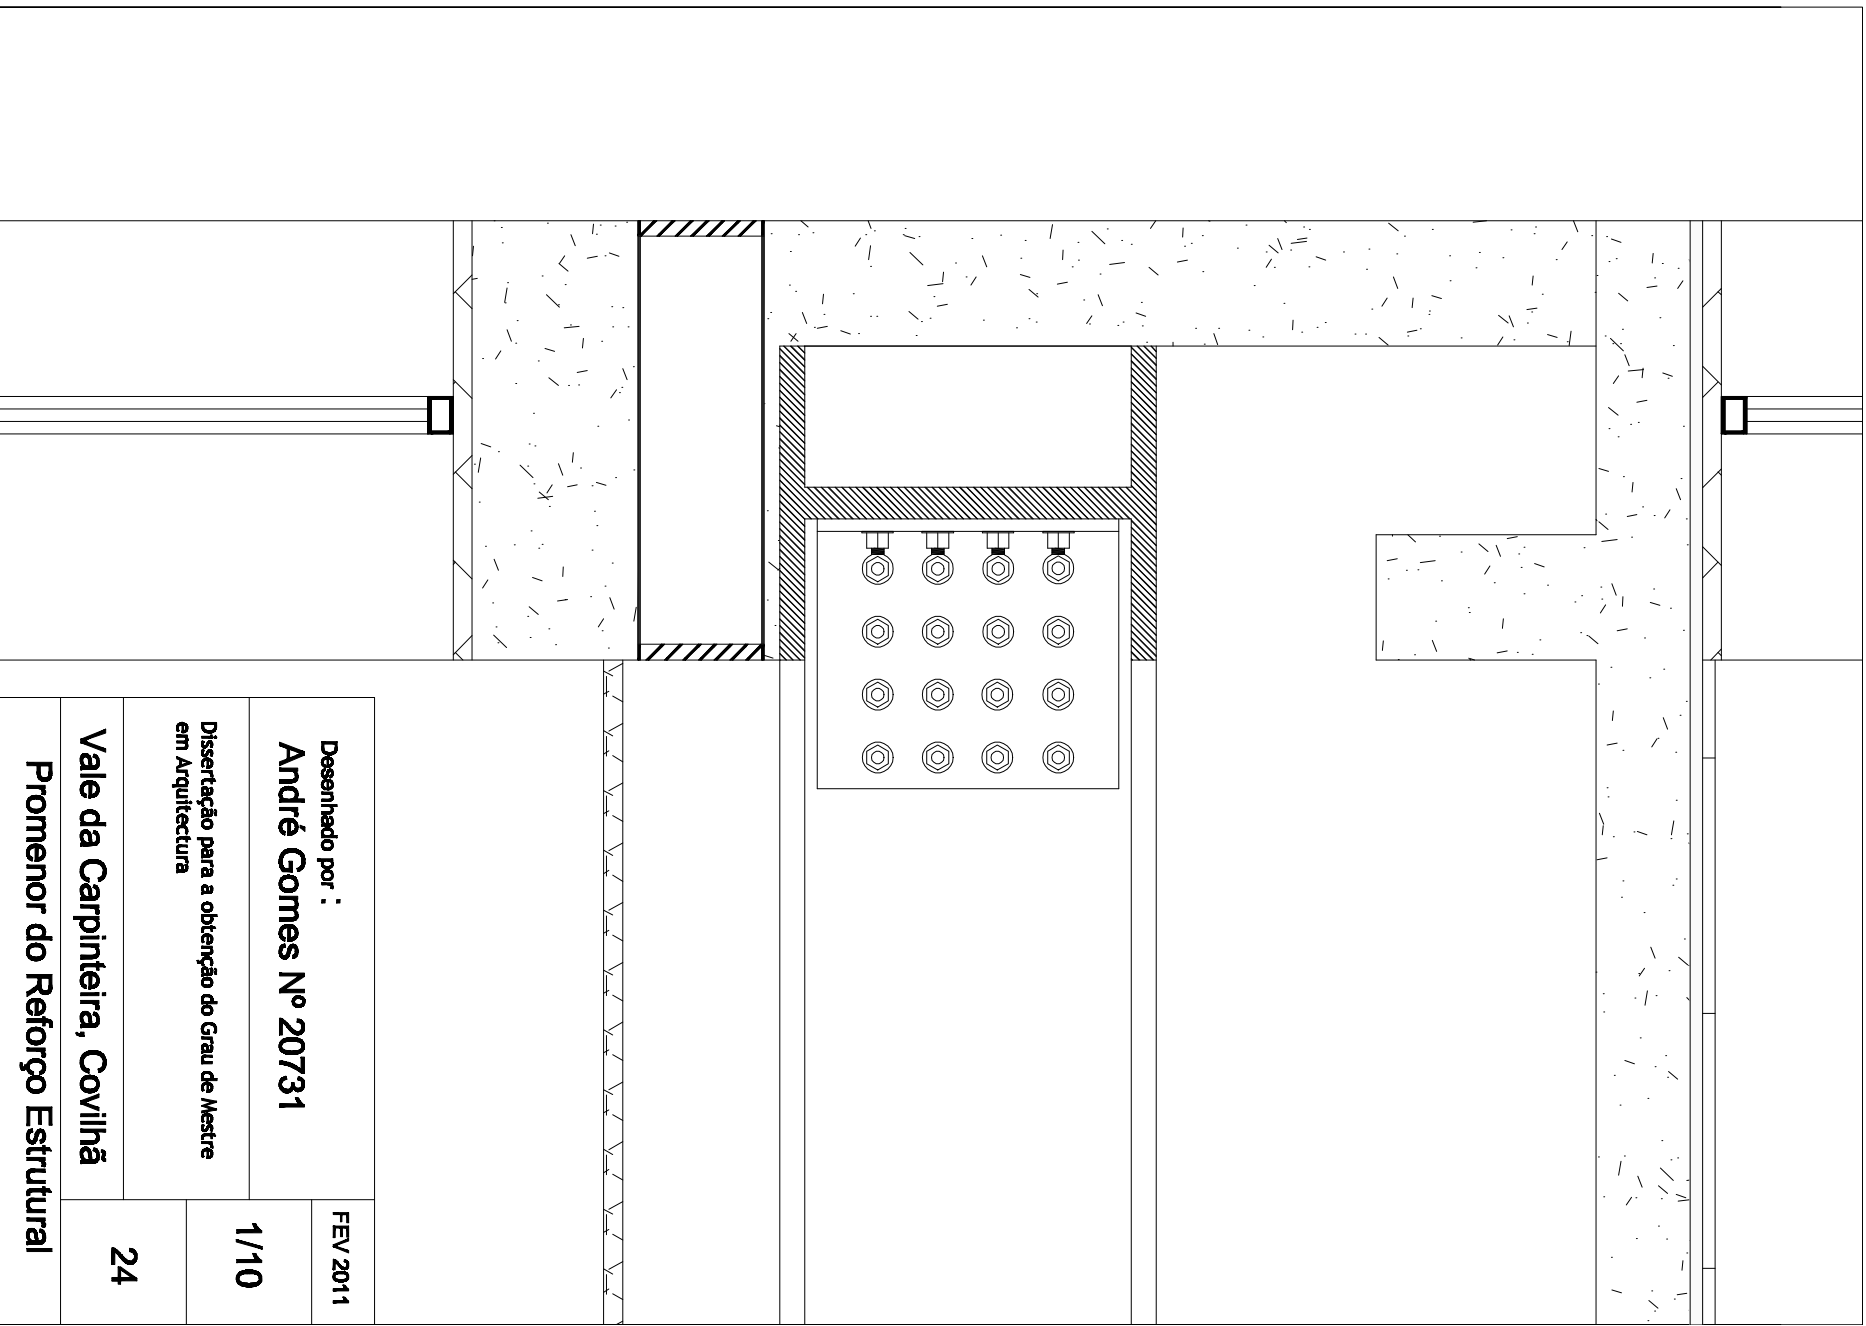 Desenhado por :
André Gomes Nº 20731
FEV 2011
Dissertação para a obtenção do Grau de Mestre
em Arquitectura
1/10
Vale da Carpinteira, Covilhã
24
Promenor do Reforço Estrutural